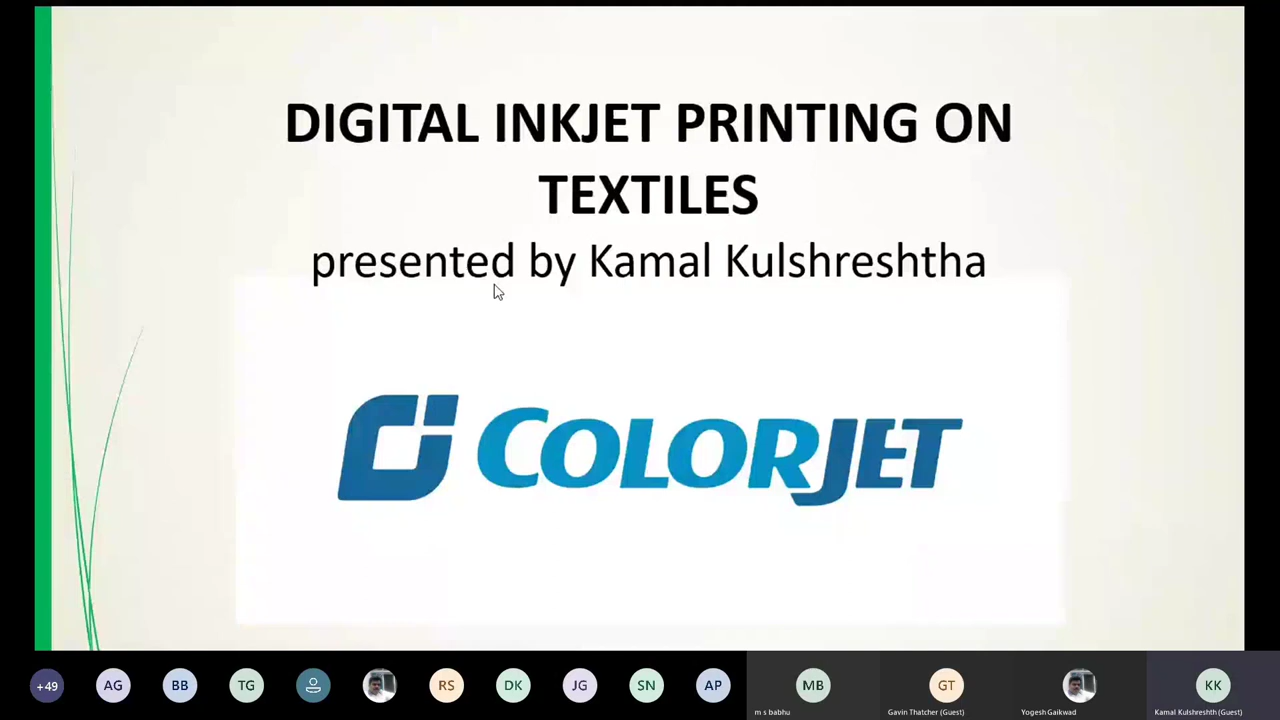 DIGITAL INKJET PRINTING ON
TEXTILES
presented by Kamal Kulshreshtha
COLORJET
+49
AG
BB
TG
RS
DK
JG
SN
AP
MB
GT
KK
m s babhu
Gavin Thatcher (Guest)
Yogesh Gaikwad
Kamal Kulshreshth (Guest)